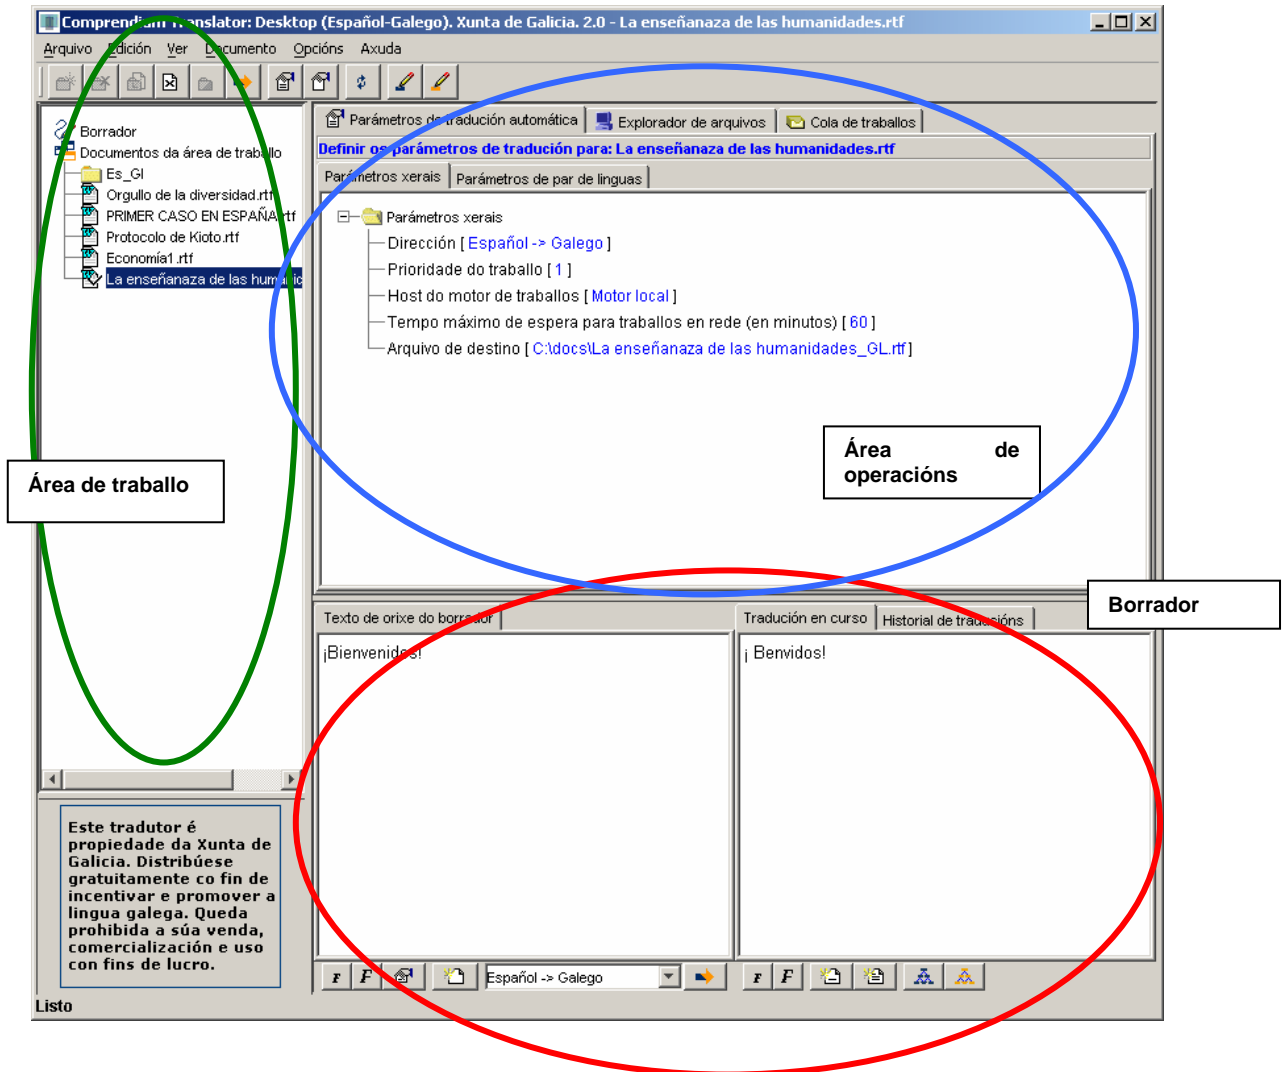 Comprendium Translator: Desktop (Español-Galego). Xunta de Galicia. 2.0 - La enseñanaza de las humanidades.rtf
Arquivo Edición Ver Documento Opcións Axuda
Borrador
Documentos da área de traballo
Es_Gl
Orgullo de la diversidad.rtf
PRIMER CASO EN ESPAÑA.rtf
Protocolo de Kioto.rtf
Economía1.rtf
La enseñanaza de las humanic
Área de traballo
Este tradutor é
propiedade da Xunta de
Galicia. Distribúese
gratuitamente co fin de
incentivar e promover a
lingua galega. Queda
prohibida a súa venda,
comercialización e uso
con fins de lucro.
Parámetros de tradución automática Explorador de arquivos Cola de traballos
Definir os parámetros de tradución para: La enseñanaza de las humanidades.rtf
Parámetros xerais Parámetros de par de linguas
Parámetros xerais
Dirección [ Español -> Galego ]
Prioridade do traballo [ 1 ]
Host do motor de traballos [ Motor local ]
Tempo máximo de espera para traballos en rede (en minutos) [ 60 ]
Arquivo de destino [ C:\docs\La enseñanaza de las humanidades_GL.rtf ]
Área de
operacións
Borrador
Texto de orixe do borrador
¡Bienvenidos!
Tradución en curso Historial de traducións
¡ Benvidos!
F F Español -> Galego F F
Listo